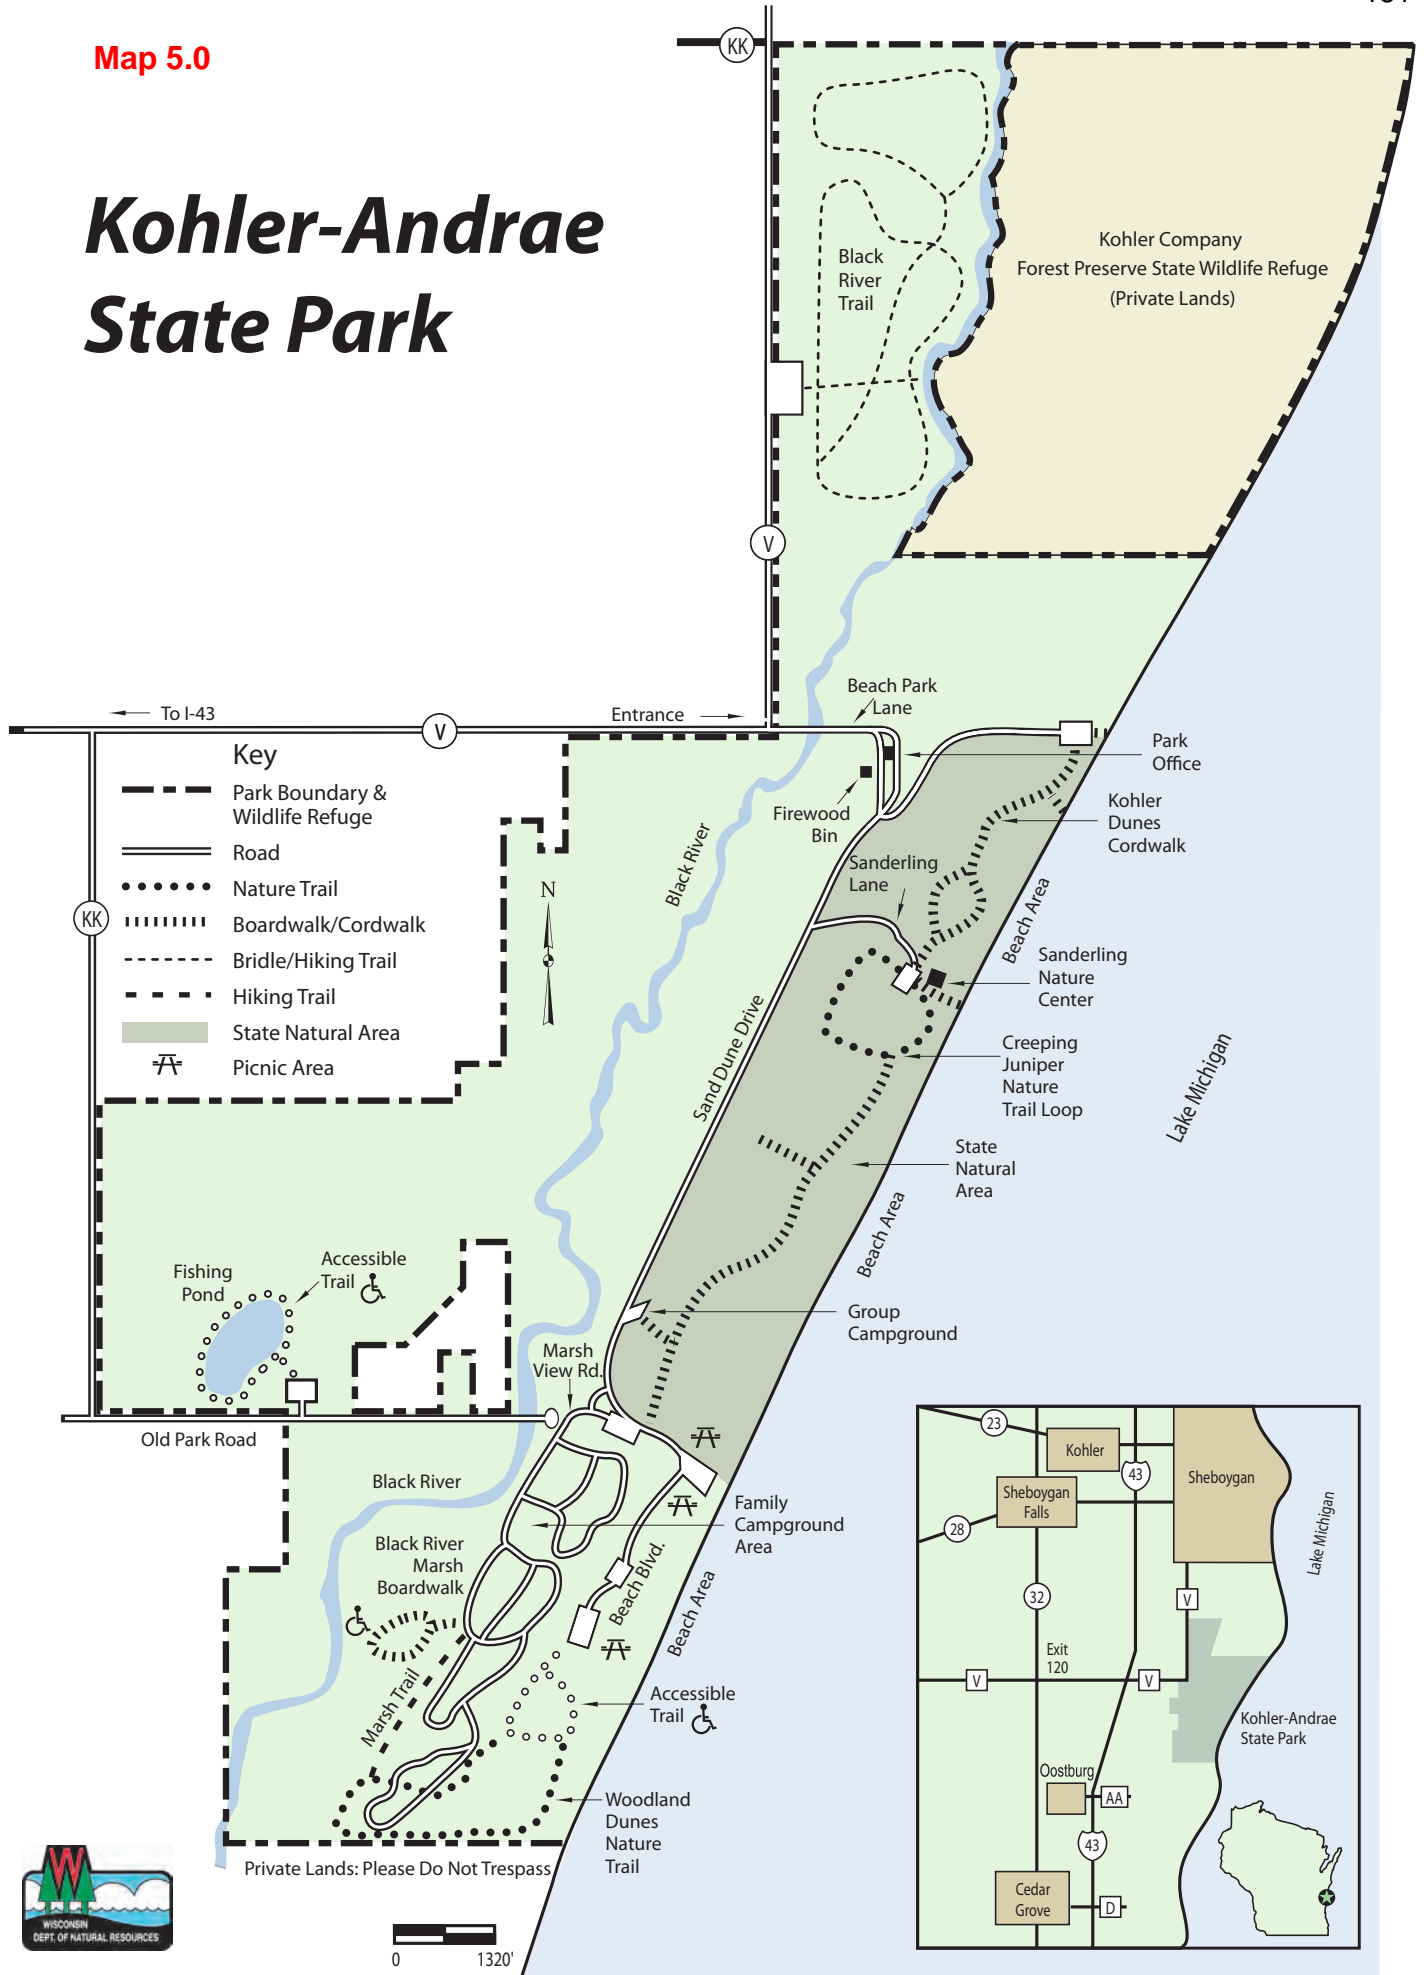 Map 5.0
Kohler-Andrae
State Park
KK
Kohler Company
Forest Preserve State Wildlife Refuge
(Private Lands)
Black
River
Trail
V
Beach Park
Lane
To I-43
Entrance
V
Park
Office
Key
Park Boundary &
Wildlife Refuge
Road
Nature Trail
Boardwalk/Cordwalk
Bridle/Hiking Trail
Hiking Trail
State Natural Area
Picnic Area
KK
N
Firewood
Bin
Kohler
Dunes
Cordwalk
Black River
Sanderling
Lane
Beach Area
Sanderling
Nature
Center
Sand Dune Drive
Creeping
Juniper
Nature
Trail Loop
Lake Michigan
State
Natural
Area
Beach Area
Fishing
Pond
Accessible
Trail
Group
Campground
Marsh
View Rd.
Old Park Road
Black River
Family
Campground
Area
Black River
Marsh
Boardwalk
Beach Blvd.
Beach Area
Marsh Trail
Accessible
Trail
Woodland
Dunes
Nature
Trail
Private Lands: Please Do Not Trespass
WISCONSIN
DEPT. OF NATURAL RESOURCES
0 1320'
23
Kohler
43
Sheboygan
Sheboygan
Falls
28
Lake Michigan
32
V
Exit
120
V
V
Kohler-Andrae
State Park
Oostburg
AA
43
Cedar
Grove
D